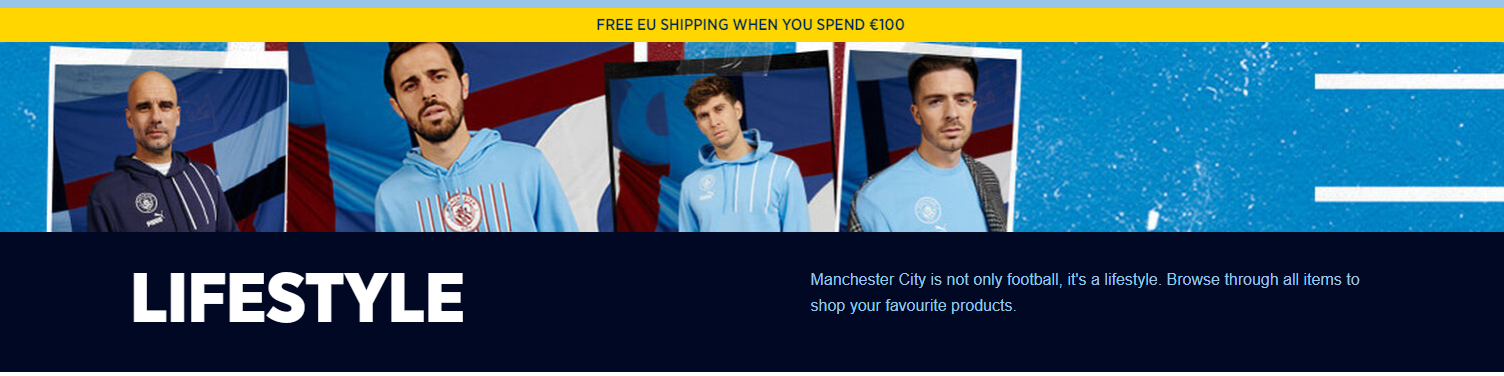 FREE EU SHIPPING WHEN YOU SPEND €100
LIFESTYLE
Manchester City is not only football, it's a lifestyle. Browse through all items to
shop your favourite products.